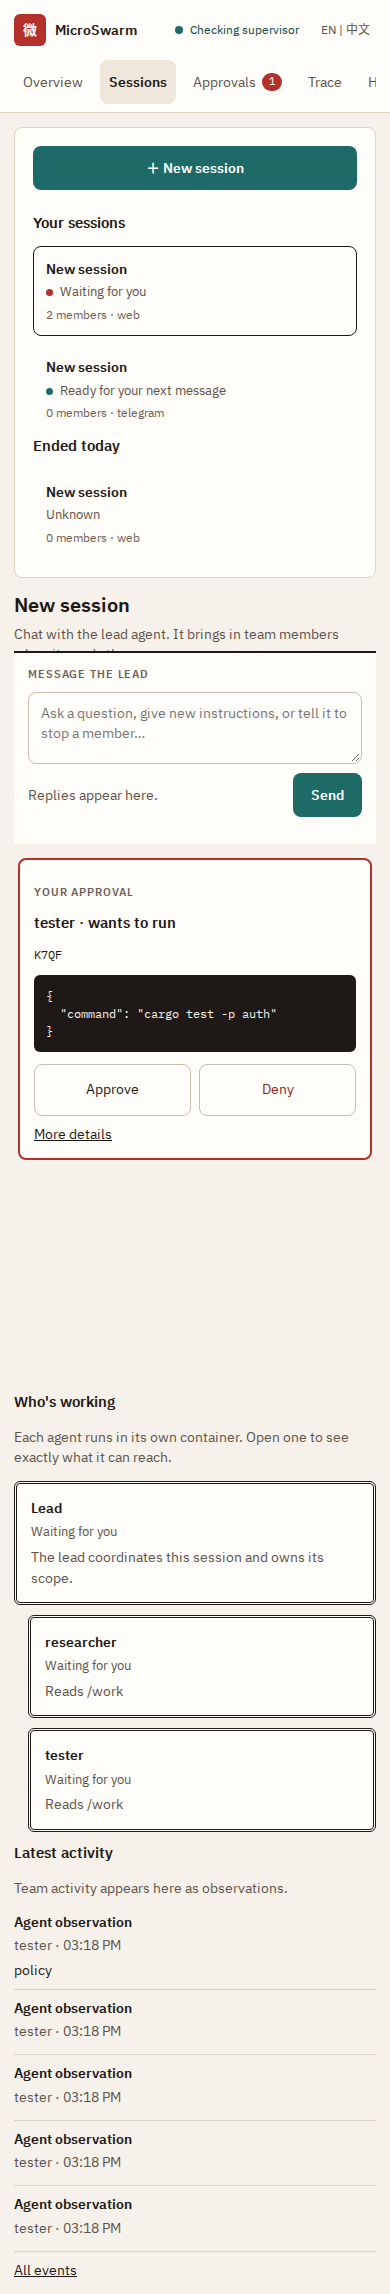 微 MicroSwarm Checking supervisor EN | 中文
Overview Sessions Approvals 1 Trace H
+ New session
Your sessions
New session
Waiting for you
2 members · web
New session
Ready for your next message
0 members · telegram
Ended today
New session
Unknown
0 members · web
New session
Chat with the lead agent. It brings in team members
MESSAGE THE LEAD
Ask a question, give new instructions, or tell it to
stop a member...
Replies appear here.
Send
YOUR APPROVAL
tester · wants to run
K7QF
{
"command": "cargo test -p auth"
}
Approve Deny
More details
Who's working
Each agent runs in its own container. Open one to see
exactly what it can reach.
Lead
Waiting for you
The lead coordinates this session and owns its
scope.
researcher
Waiting for you
Reads /work
tester
Waiting for you
Reads /work
Latest activity
Team activity appears here as observations.
Agent observation
tester · 03:18 PM
policy
Agent observation
tester · 03:18 PM
Agent observation
tester · 03:18 PM
Agent observation
tester · 03:18 PM
Agent observation
tester · 03:18 PM
All events